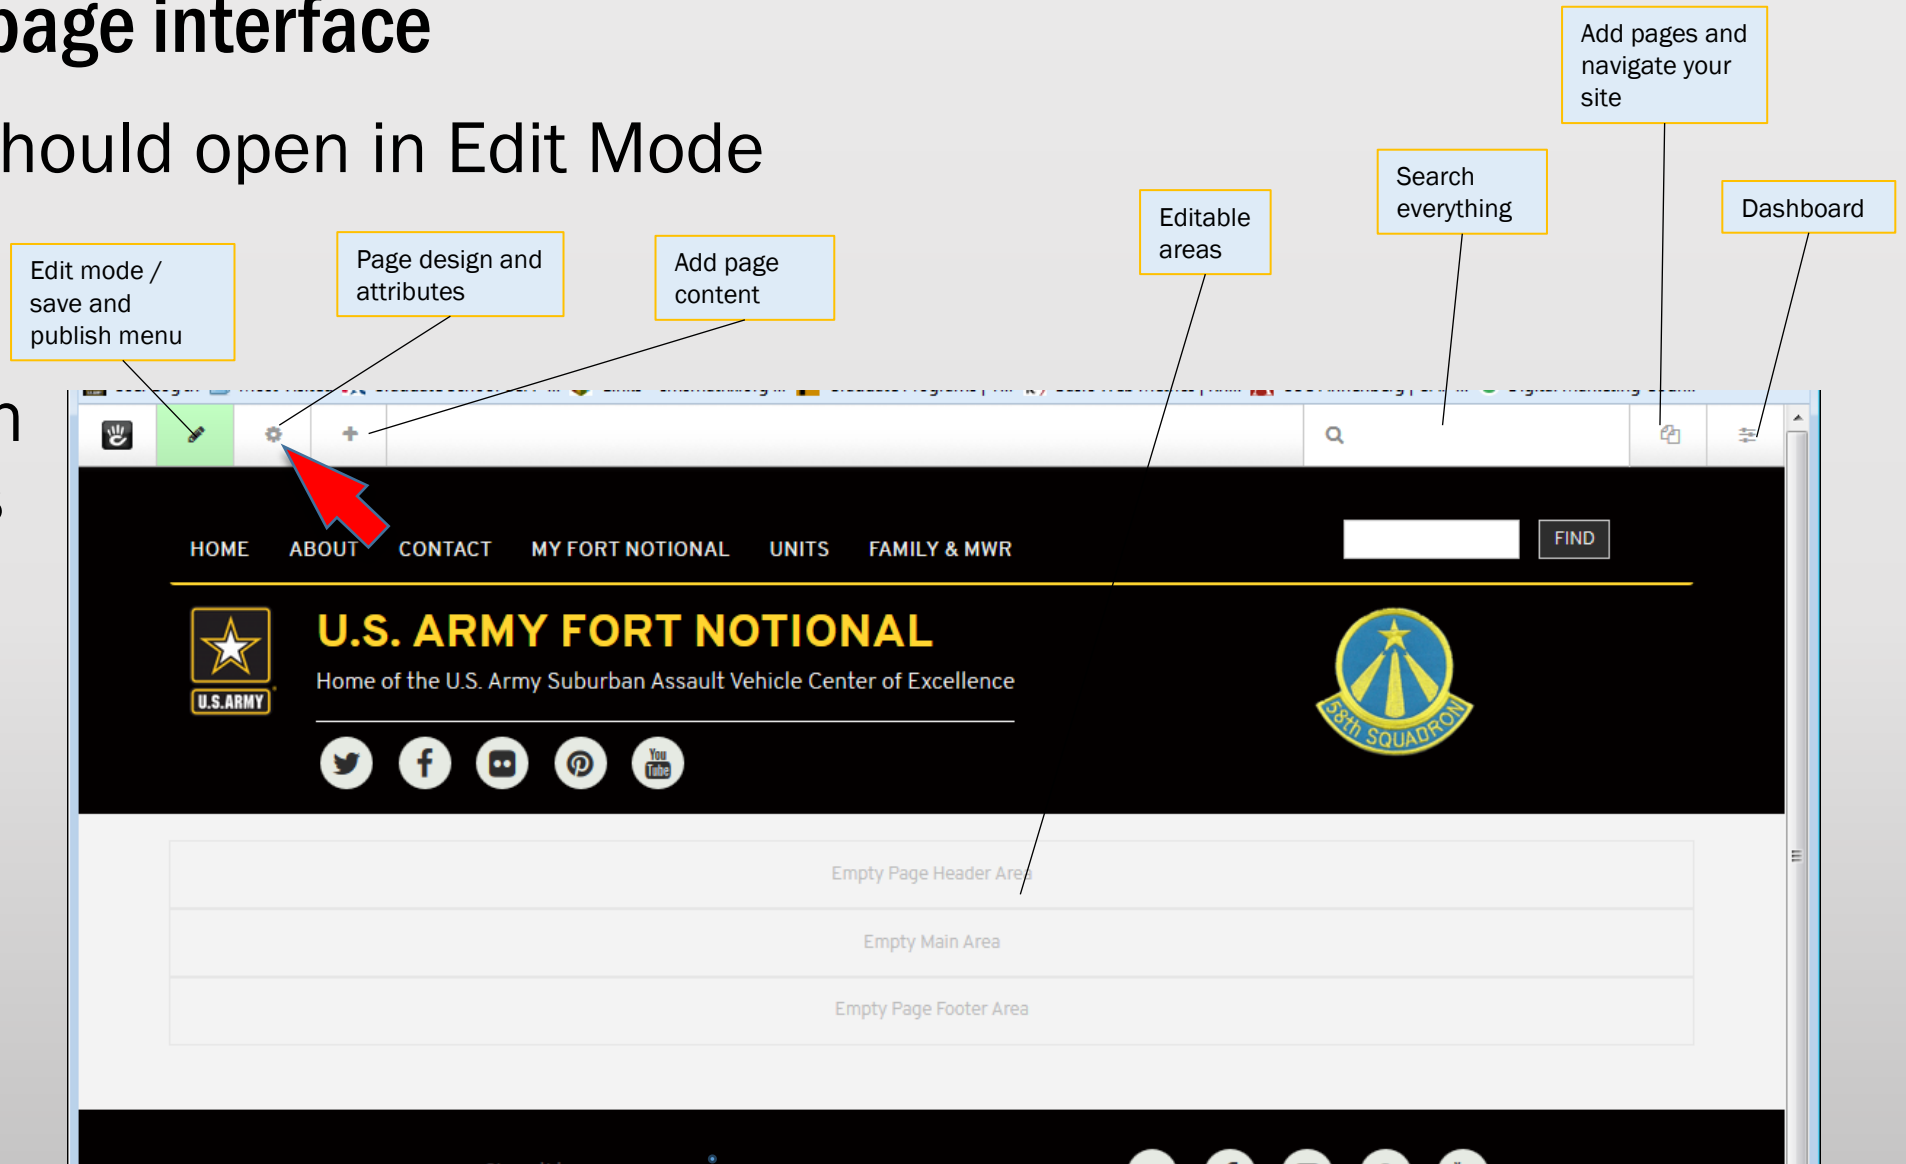 page interface
hould open in Edit Mode
Add pages and
navigate your
site
Search
everything
Dashboard
Editable
areas
Edit mode /
save and
publish menu
Page design and
attributes
Add page
content
n
HOME ABOUT CONTACT MY FORT NOTIONAL UNITS FAMILY & MWR
FIND
U.S. ARMY FORT NOTIONAL
Home of the U.S. Army Suburban Assault Vehicle Center of Excellence
U.S.ARMY
You
Tube
58th SQUADRON
Empty Page Header Area
Empty Main Area
Empty Page Footer Area